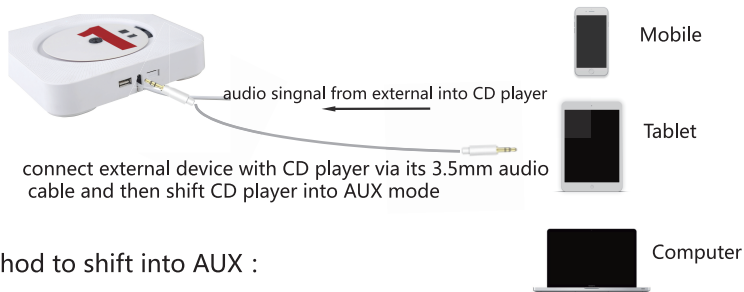 Mobile
audio singnal from external into CD player
Tablet
connect external device with CD player via its 3.5mm audio
cable and then shift CD player into AUX mode
Computer
hod to shift into AUX :